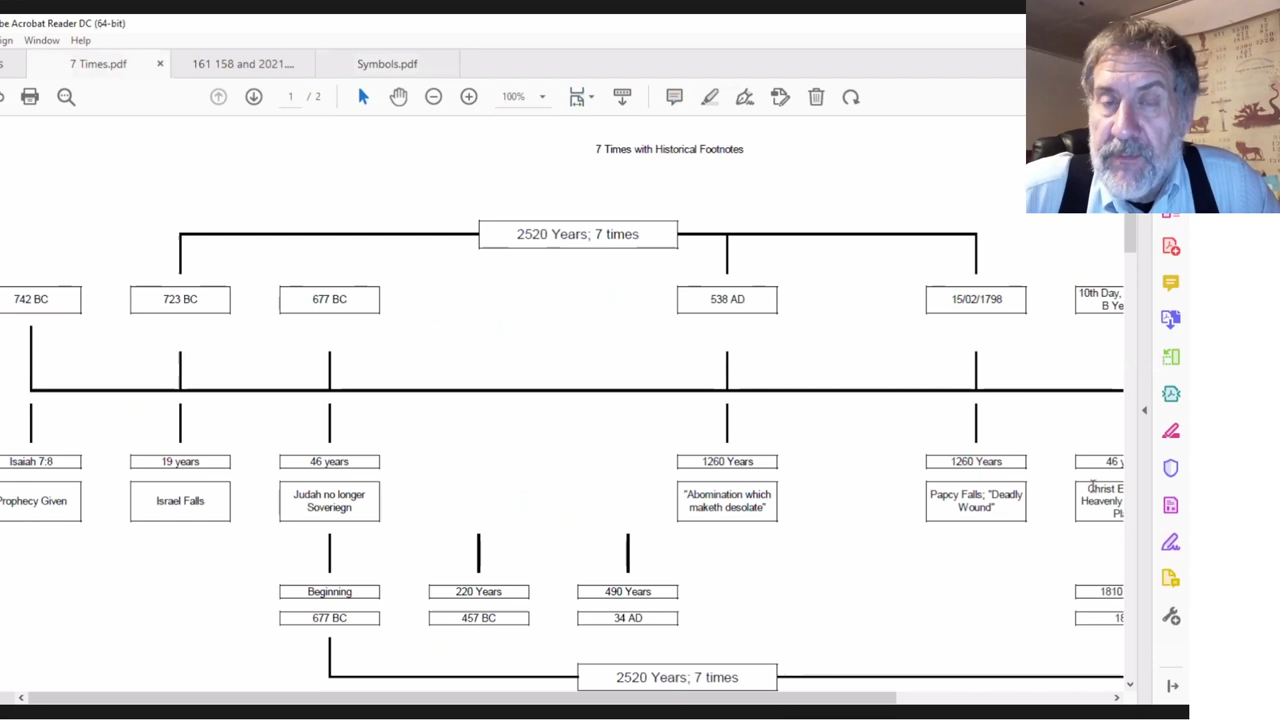 be Acrobat Reader DC (64-bit)
ign Window Help
s 7 Times.pdf × 161 158 and 2021.... Symbols.pdf
1 / 2 100%
7 Times with Historical Footnotes
2520 Years; 7 times
742 BC 723 BC 677 BC 538 AD 15/02/1798 10th Day,
B Ye
Isaiah 7:8 19 years 46 years 1260 Years 1260 Years 46 y
Prophecy Given Israel Falls Judah no longer Soveriegn "Abomination which maketh desolate" Papcy Falls; "Deadly Wound" Christ E
Heavenly
Pl
Beginning 220 Years 490 Years 1810
677 BC 457 BC 34 AD 18
2520 Years; 7 times